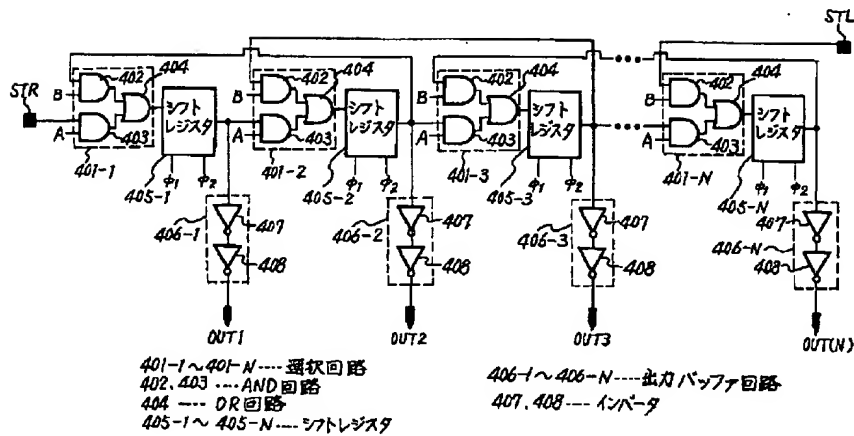 STL
401-1 402 404 B STR A 403 シフトレジスタ φ1 φ2 405-1
402 404 B A 403 401-2 シフトレジスタ φ1 φ2 405-2
402 404 B A 403 401-3 シフトレジスタ φ1 φ2 405-3
402 404 B A 403 401-N シフトレジスタ φ1 φ2 405-N
406-1 407 408
406-2 407 408
406-3 407 408
406-N 407 408
OUT1 OUT2 OUT3 OUT(N)
401-1~401-N----選択回路
402,403----AND回路
404----OR回路
405-1~405-N----シフトレジスタ
406-1~406-N----出力バッファ回路
407,408----インバータ